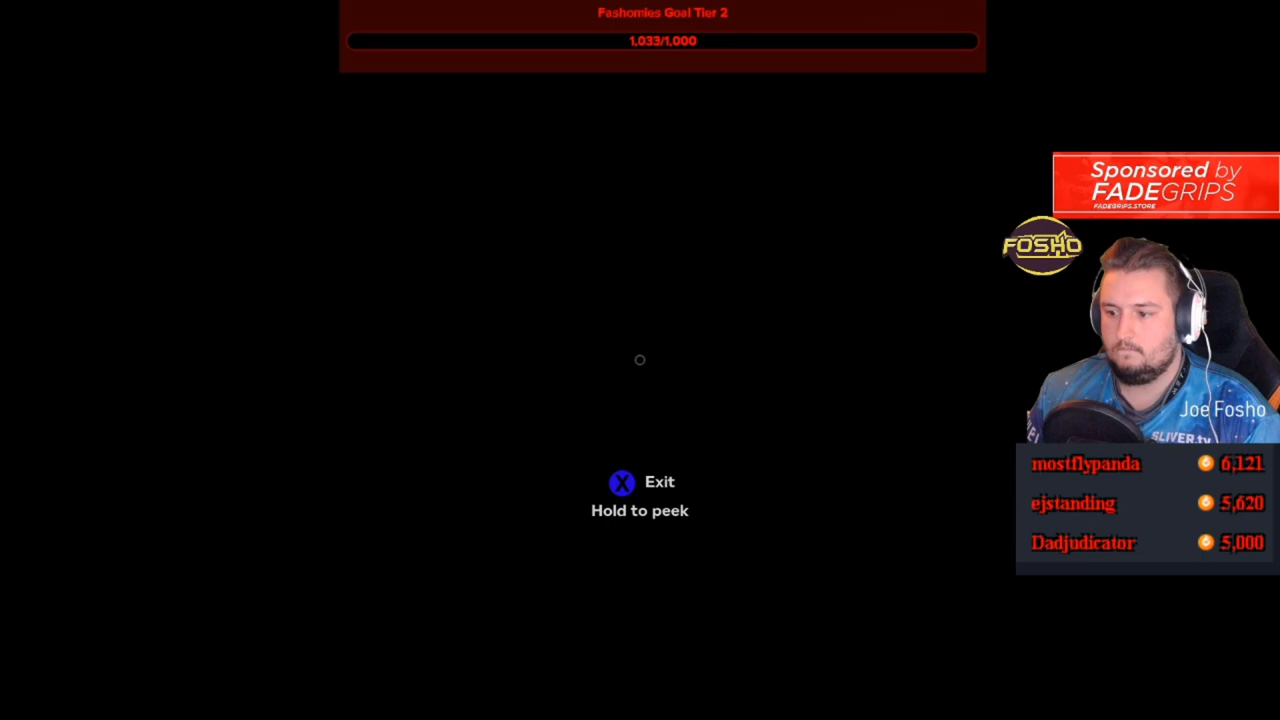 Fashomies Goal Tier 2
1,033/1,000
Sponsored by
FADEGRIPS
FADEGRIPS.STORE
FOSHO
Joe Fosho
SLIVER.tv
mostflypanda 6,121
ejstanding 5,620
Dadjudicator 5,000
X Exit
Hold to peek